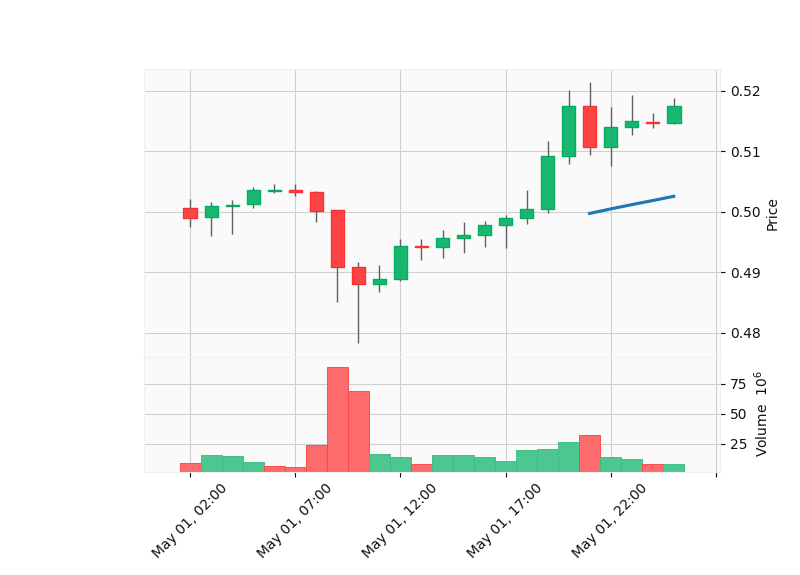 0.52
0.51
0.50
0.49
0.48
Price
75
50
25
Volume 10⁶
May 01, 02:00
May 01, 07:00
May 01, 12:00
May 01, 17:00
May 01, 22:00